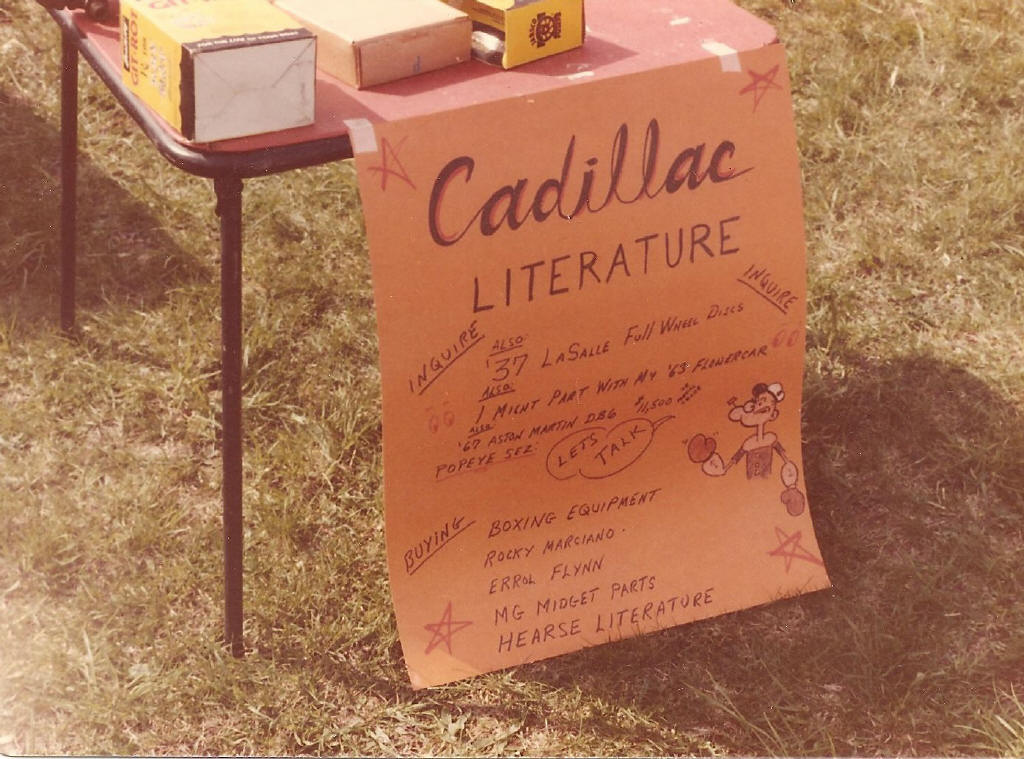 Cadillac
LITERATURE
INQUIRE
INQUIRE
ALSO:
'37 LASALLE FULL WHEEL DISCS
ALSO:
I MIGHT PART WITH MY '63 FLOWERCAR
ALSO
'67 ASTON MARTIN DB6 $11,500
POPEYE SEZ:
LETS
TALK
BUYING
BOXING EQUIPMENT
ROCKY MARCIANO.
ERROL FLYNN
MG MIDGET PARTS
HEARSE LITERATURE